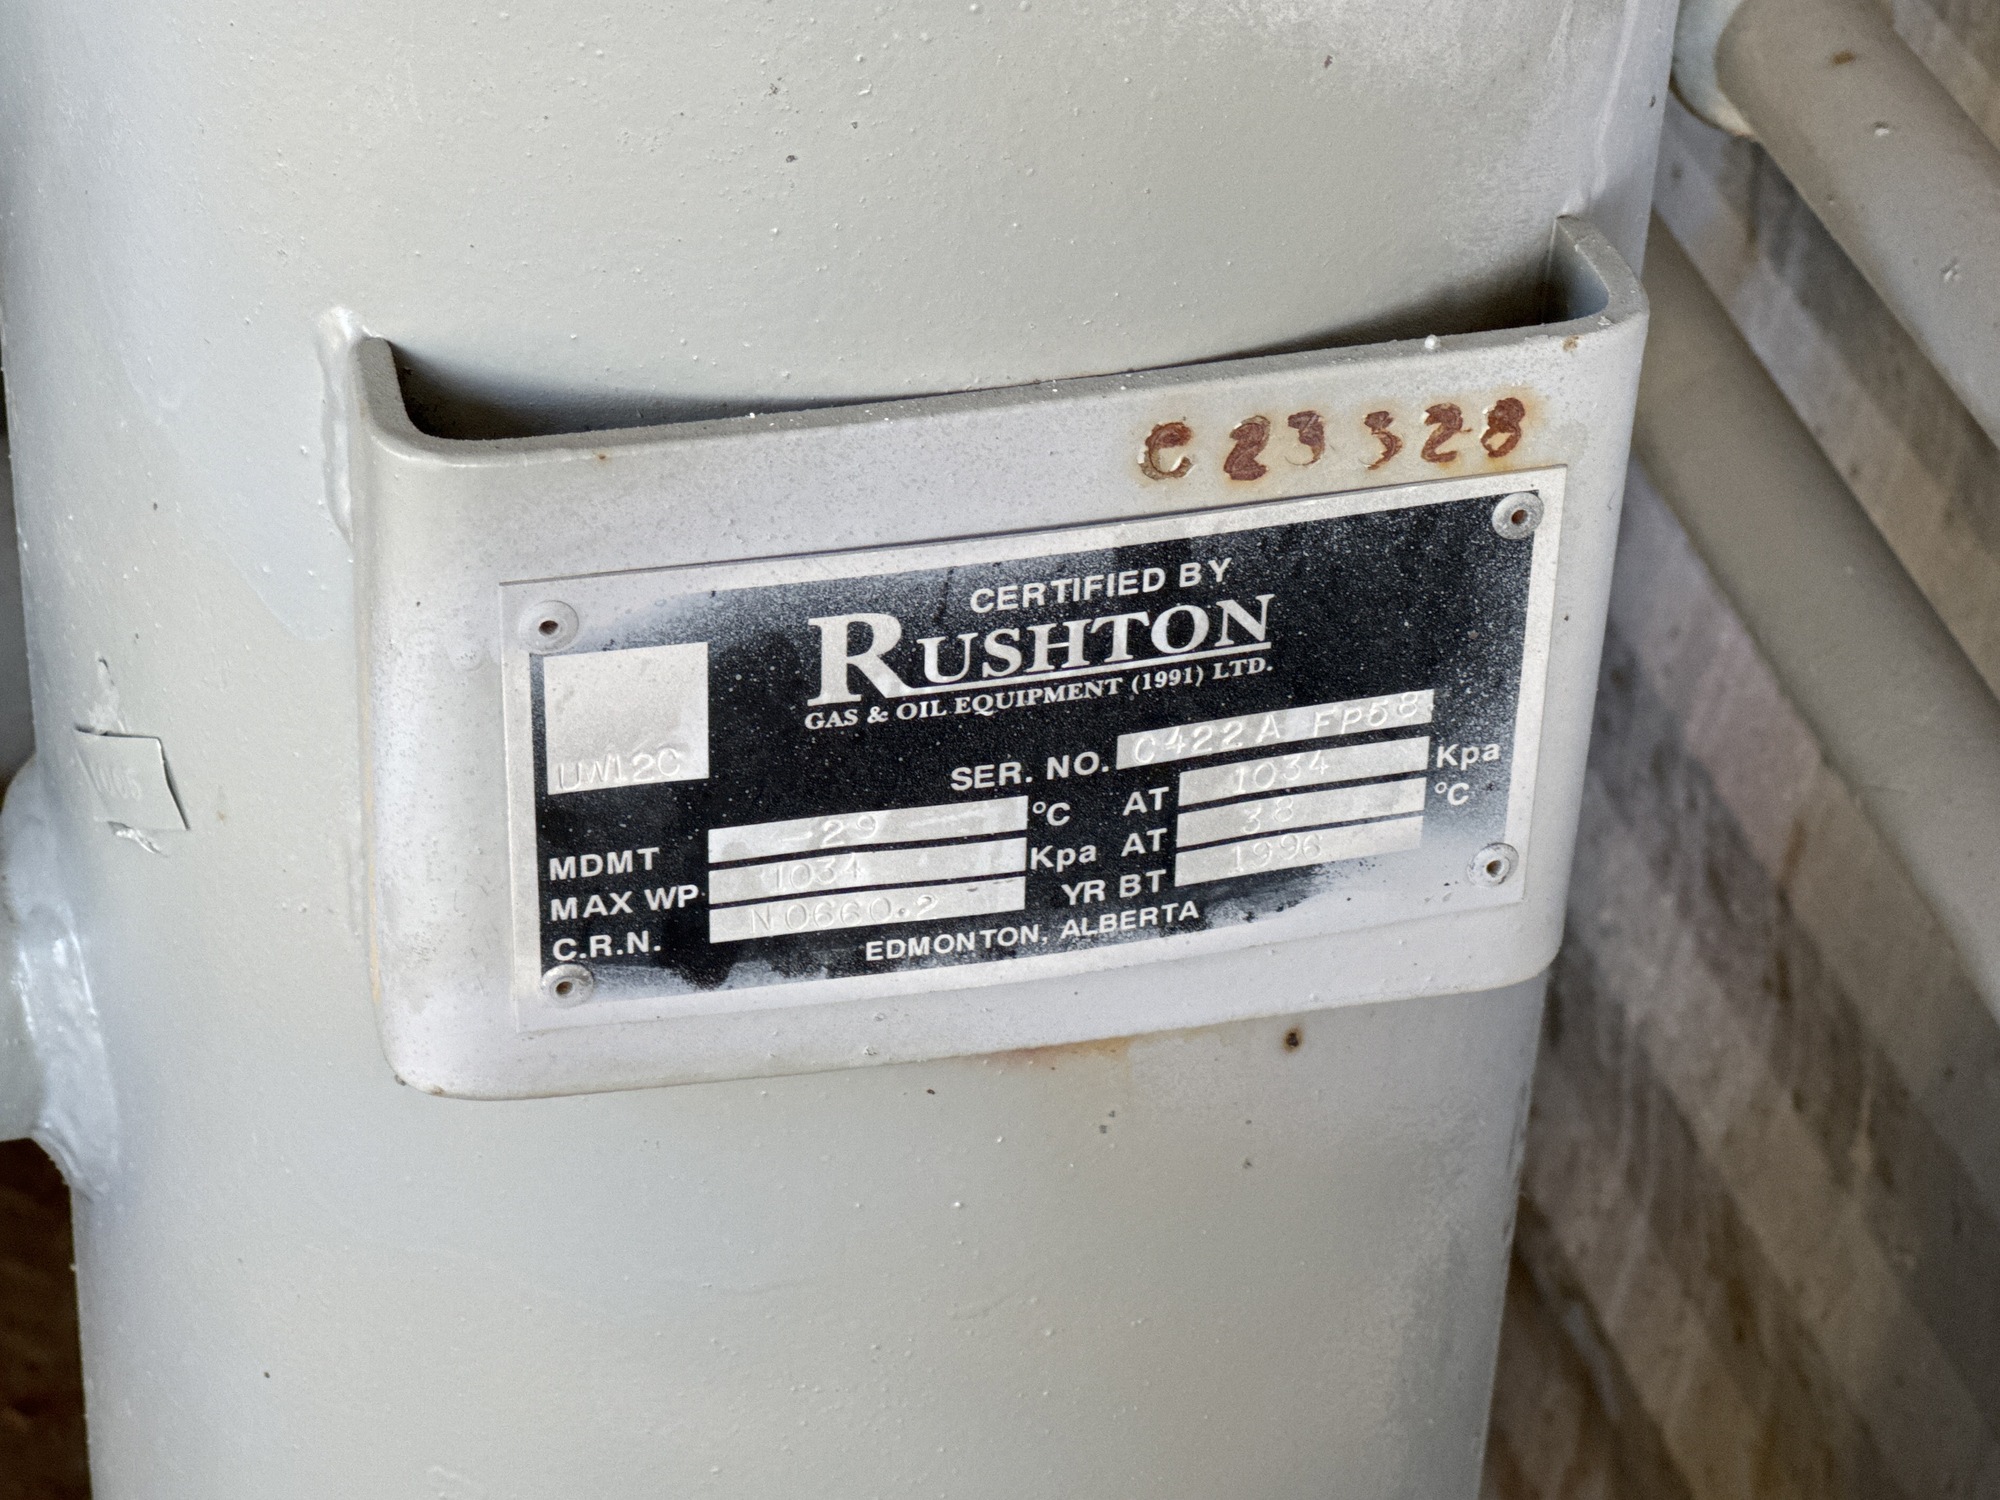 C 23328
CERTIFIED BY
RUSHTON
GAS & OIL EQUIPMENT (1991) LTD.
SER. NO. C422A FP58
MDMT -29 °C AT 1034 Kpa
MAX WP. 1034 Kpa AT 38 °C
C.R.N. N0660.2 YR BT 1996
EDMONTON, ALBERTA